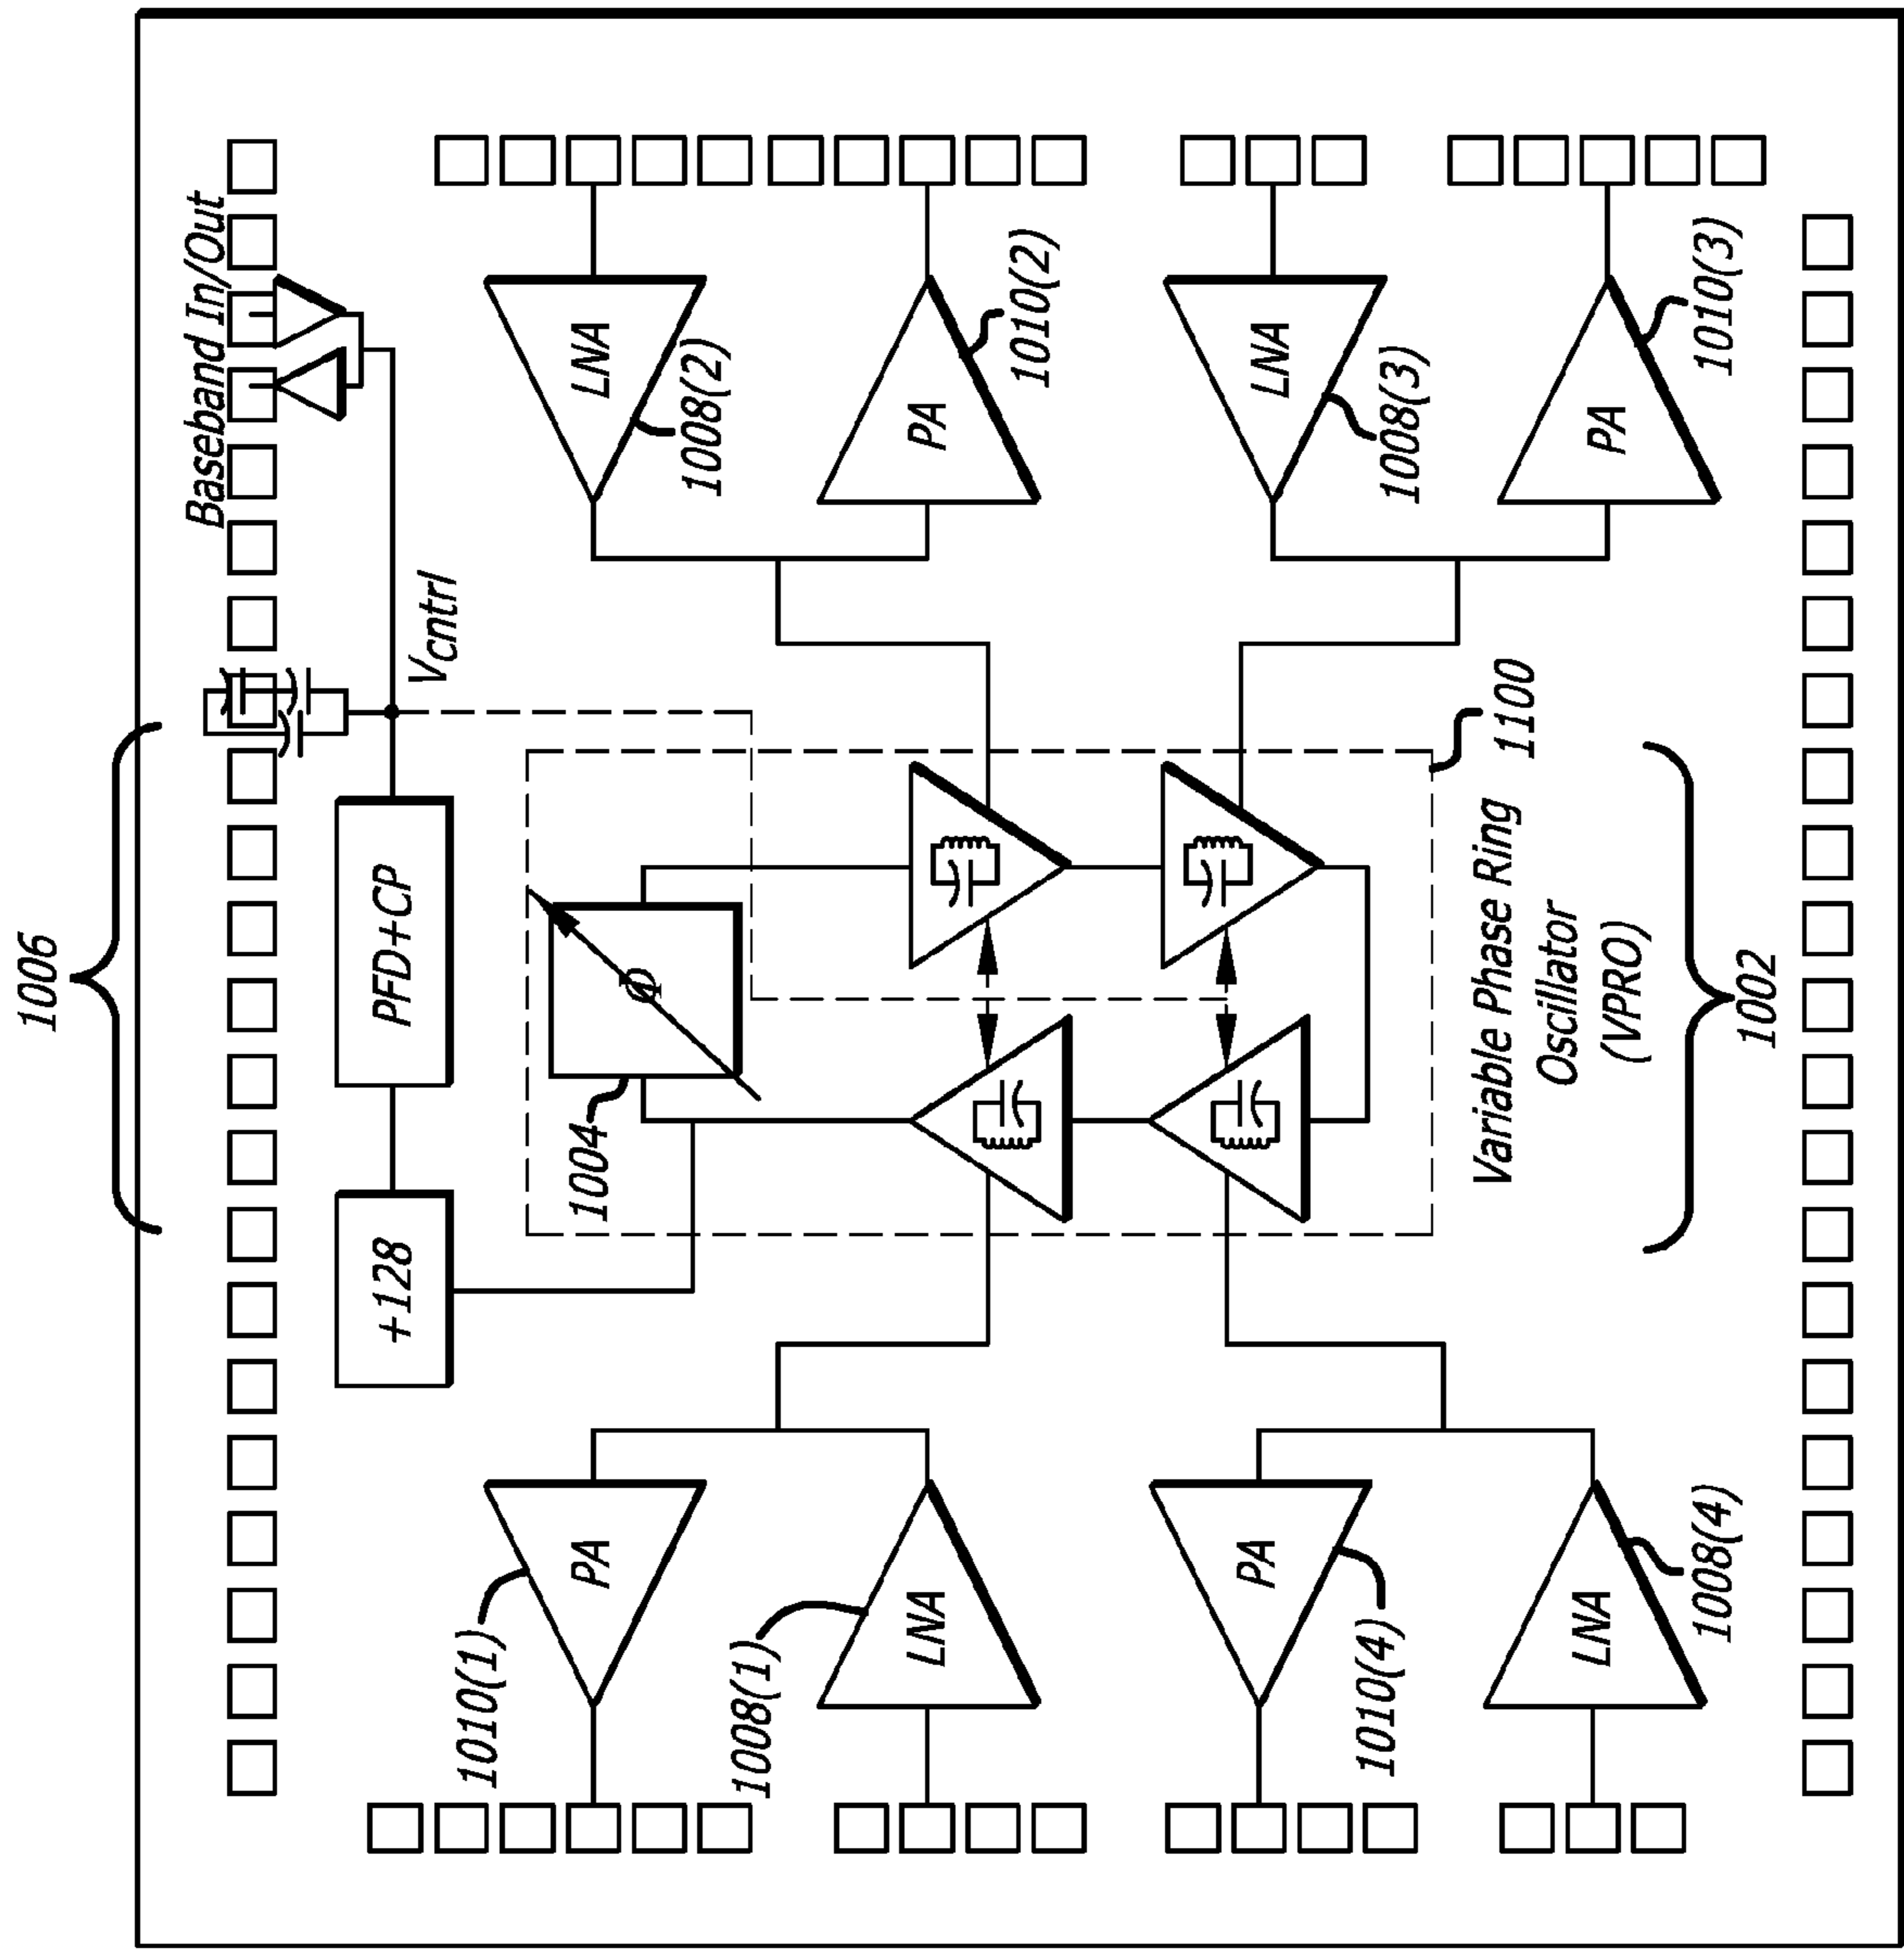 1006
Baseband In/Out
+128
PFD+CP
Vcntrl
1010(1)
PA
1004
φ
LNA
1008(2)
1008(1)
LNA
PA
1010(2)
PA
LNA
1010(4)
1008(3)
Variable Phase Ring
Oscillator
(VPRO)
1100
LNA
PA
1008(4)
1010(3)
1002